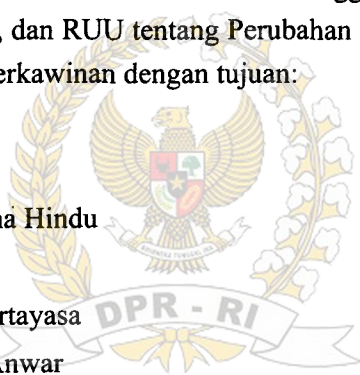 , dan RUU tentang Perubahan
erkawinan dengan tujuan:
na Hindu
DPR - RI
rtayasa
Anwar